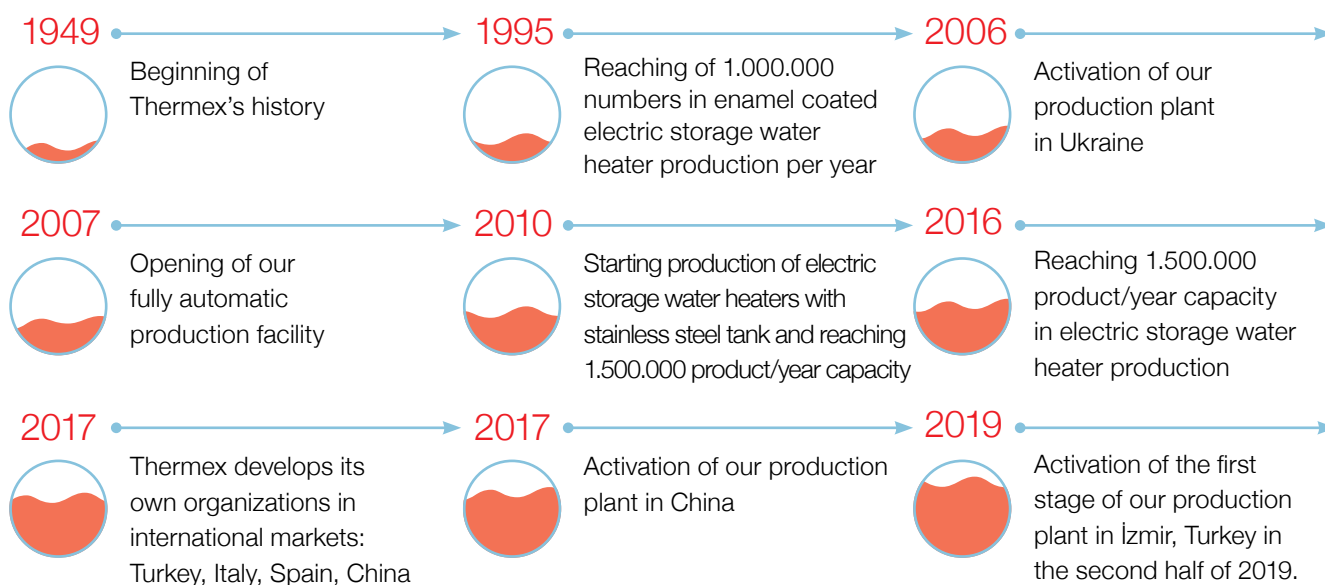 1949
Beginning of
Thermex's history
1995
Reaching of 1.000.000
numbers in enamel coated
electric storage water
heater production per year
2006
Activation of our
production plant
in Ukraine
2007
Opening of our
fully automatic
production facility
2010
Starting production of electric
storage water heaters with
stainless steel tank and reaching
1.500.000 product/year capacity
2016
Reaching 1.500.000
product/year capacity
in electric storage water
heater production
2017
Thermex develops its
own organizations in
international markets:
Turkey, Italy, Spain, China
2017
Activation of our production
plant in China
2019
Activation of the first
stage of our production
plant in İzmir, Turkey in
the second half of 2019.